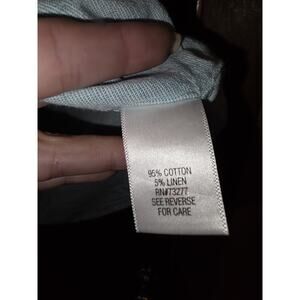 95% COTTON
5% LINEN
RN#73277
SEE REVERSE
FOR CARE